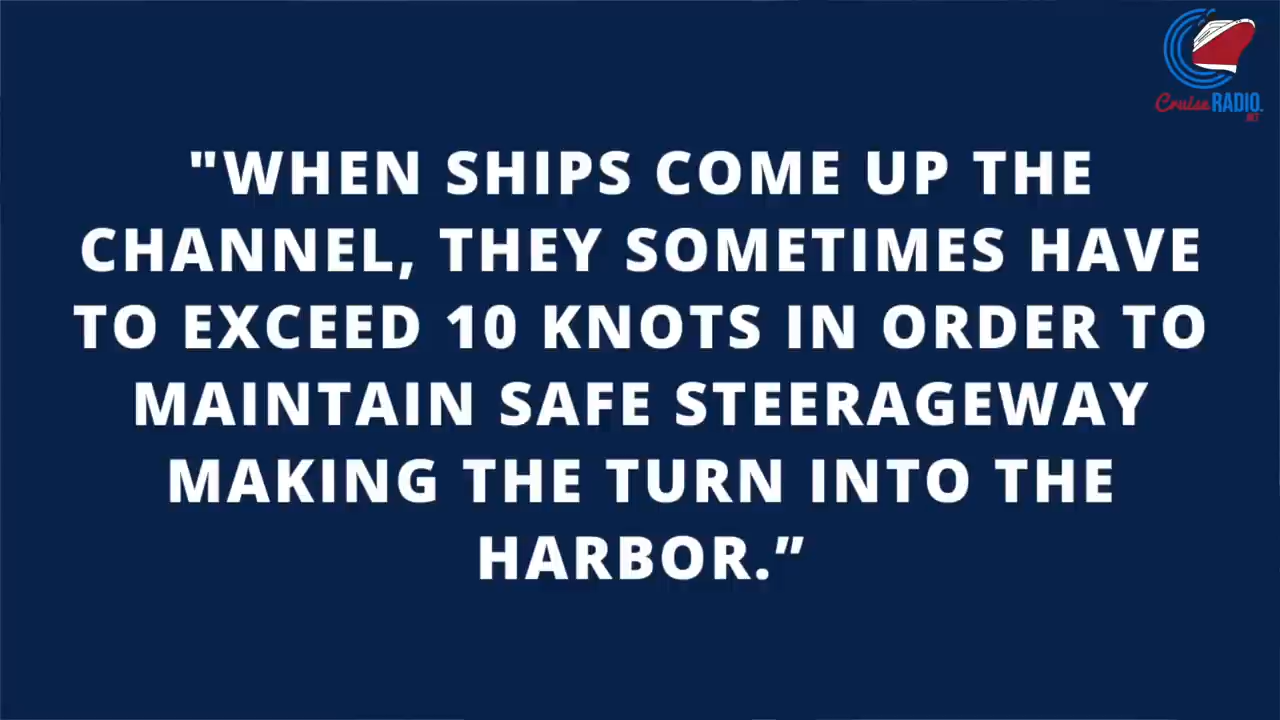 Cruise RADIO.
.NET
"WHEN SHIPS COME UP THE
CHANNEL, THEY SOMETIMES HAVE
TO EXCEED 10 KNOTS IN ORDER TO
MAINTAIN SAFE STEERAGEWAY
MAKING THE TURN INTO THE
HARBOR.”